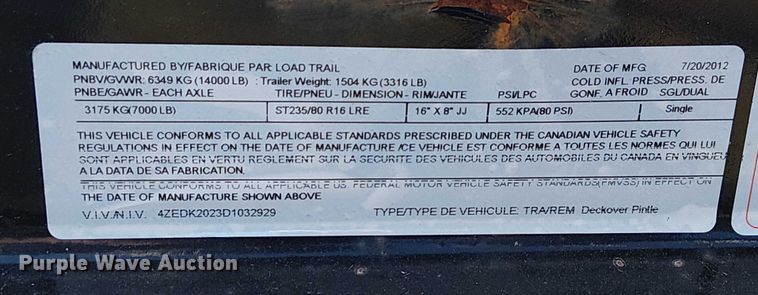 MANUFACTURED BY/FABRIQUE PAR LOAD TRAIL DATE OF MFG 7/20/2012
PNBV/GVWR: 6349 KG (14000 LB) : Trailer Weight: 1504 KG (3316 LB) COLD INFL. PRESS/PRESS. DE
PNBE/GAWR - EACH AXLE TIRE/PNEU - DIMENSION - RIM/JANTE PSI/LPC GONF. A FROID SGL/DUAL
3175 KG(7000 LB) ST235/80 R16 LRE 16" X 8" JJ 552 KPA(80 PSI) Single
THIS VEHICLE CONFORMS TO ALL APPLICABLE STANDARDS PRESCRIBED UNDER THE CANADIAN VEHICLE SAFETY
REGULATIONS IN EFFECT ON THE DATE OF MANUFACTURE /CE VEHICLE EST CONFORME A TOUTES LES NORMES QUI LUI
SONT APPLICABLES EN VERTU REGLEMENT SUR LA SECURITE DES VEHICULES DES AUTOMOBILES DU CANADA EN VINGUEU
A LA DATA DE SA FABRICATION.
THIS VEHICLE CONFORMS TO ALL APPLICABLE US. FEDERAL MOTOR VEHICLE SAFETY STANDARDS(FMVSS) IN EFFECT ON
THE DATE OF MANUFACTURE SHOWN ABOVE
V.I.V./N.I.V. 4ZEDK2023D1032929 TYPE/TYPE DE VEHICULE: TRA/REM Deckover Pintle
Purple Wave Auction